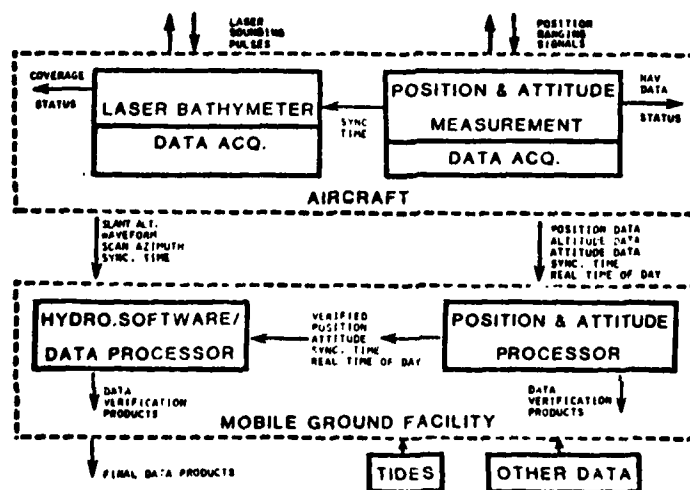 LASER
SOUNDING
PULSES
POSITION
RANGING
SIGNALS
COVERAGE
STATUS
LASER BATHYMETER
DATA ACQ.
SYNC
TIME
POSITION & ATTITUDE
MEASUREMENT
DATA ACQ.
NAV
DATA
STATUS
AIRCRAFT
SLANT ALT.
WAVEFORM
SCAN AZIMUTH
SYNC. TIME
POSITION DATA
ALTITUDE DATA
ATTITUDE DATA
SYNC. TIME
REAL TIME OF DAY
HYDRO.SOFTWARE/
DATA PROCESSOR
VERIFIED
POSITION
ATTITUDE
SYNC. TIME
REAL TIME OF DAY
POSITION & ATTITUDE
PROCESSOR
DATA
VERIFICATION
PRODUCTS
DATA
VERIFICATION
PRODUCTS
MOBILE GROUND FACILITY
FINAL DATA PRODUCTS
TIDES
OTHER DATA